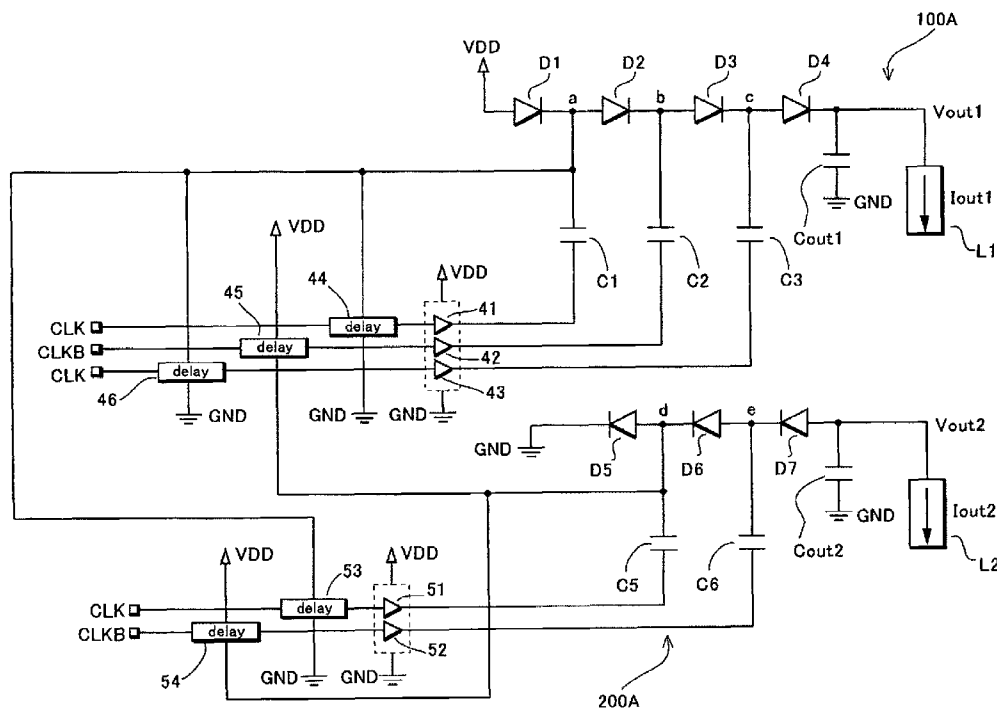 100A
VDD
D1
D2
D3
D4
a
b
c
Vout1
GND
Iout1
Cout1
L1
VDD
C1
C2
C3
VDD
44
45
41
CLK
delay
CLKB
delay
42
CLK
delay
43
46
GND
GND
GND
d
e
Vout2
GND
D5
D6
D7
GND
Iout2
Cout2
L2
VDD
VDD
53
C5
C6
51
CLK
delay
CLKB
delay
52
54
GND
GND
200A